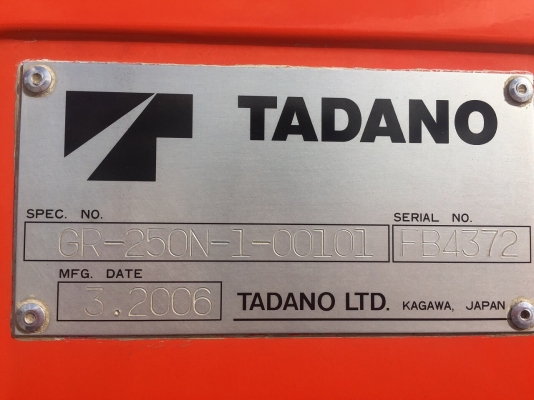 TADANO
SPEC. NO.
GR-250N-1-00101
SERIAL NO.
FB4372
MFG. DATE
3.2006
TADANO LTD. KAGAWA, JAPAN